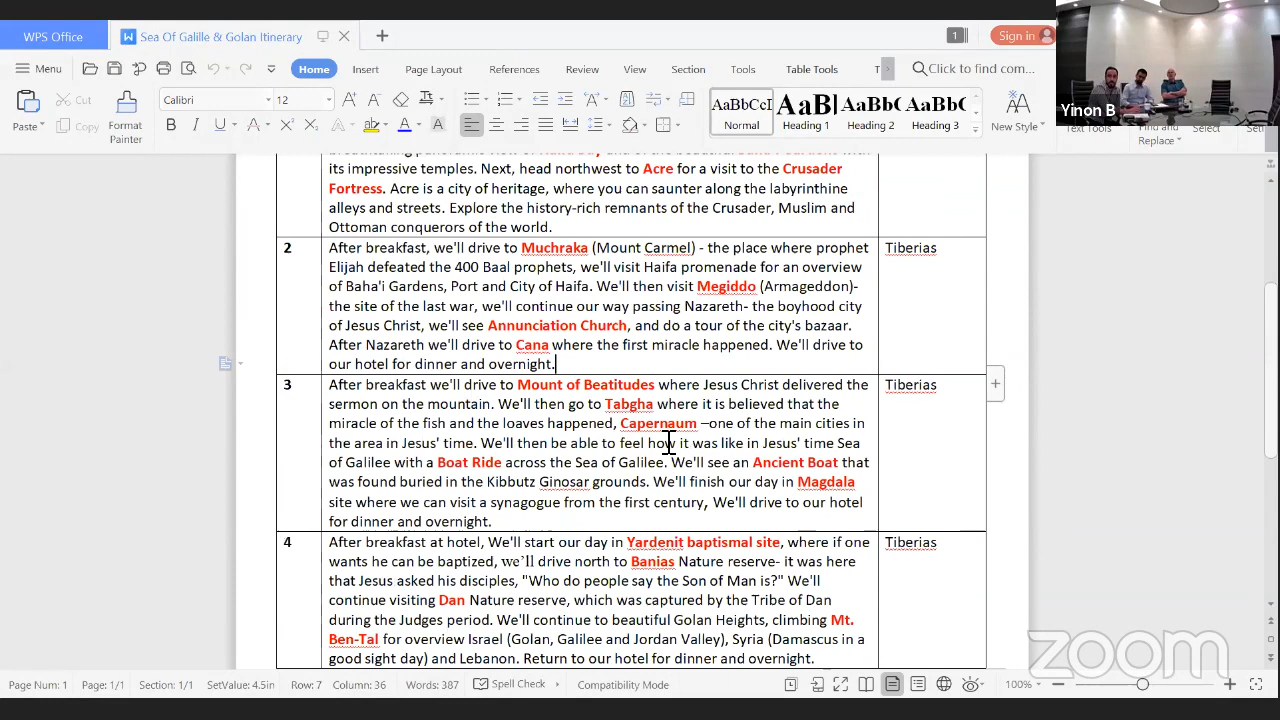 WPS Office
Sea Of Galille & Golan Itinerary
1
Sign in
Menu
Home
Insert
Page Layout
References
Review
View
Section
Tools
Table Tools
T
Click to find com...
Yinon B
Paste
Cut
Copy
Format Painter
Calibri
12
AaBbCcI
Normal
AaBl
Heading 1
AaBbC
Heading 2
AaBbC
Heading 3
New Style
Text Tools
Find and Replace
Select
Setti
its impressive temples. Next, head northwest to Acre for a visit to the Crusader
Fortress. Acre is a city of heritage, where you can saunter along the labyrinthine
alleys and streets. Explore the history-rich remnants of the Crusader, Muslim and
Ottoman conquerors of the world.
2
After breakfast, we'll drive to Muchraka (Mount Carmel) - the place where prophet
Elijah defeated the 400 Baal prophets, we'll visit Haifa promenade for an overview
of Baha'i Gardens, Port and City of Haifa. We'll then visit Megiddo (Armageddon)-
the site of the last war, we'll continue our way passing Nazareth- the boyhood city
of Jesus Christ, we'll see Annunciation Church, and do a tour of the city's bazaar.
After Nazareth we'll drive to Cana where the first miracle happened. We'll drive to
our hotel for dinner and overnight.
Tiberias
3
After breakfast we'll drive to Mount of Beatitudes where Jesus Christ delivered the
sermon on the mountain. We'll then go to Tabgha where it is believed that the
miracle of the fish and the loaves happened, Capernaum –one of the main cities in
the area in Jesus' time. We'll then be able to feel how it was like in Jesus' time Sea
of Galilee with a Boat Ride across the Sea of Galilee. We'll see an Ancient Boat that
was found buried in the Kibbutz Ginosar grounds. We'll finish our day in Magdala
site where we can visit a synagogue from the first century, We'll drive to our hotel
for dinner and overnight.
Tiberias
4
After breakfast at hotel, We'll start our day in Yardenit baptismal site, where if one
wants he can be baptized, we'll drive north to Banias Nature reserve- it was here
that Jesus asked his disciples, "Who do people say the Son of Man is?" We'll
continue visiting Dan Nature reserve, which was captured by the Tribe of Dan
during the Judges period. We'll continue to beautiful Golan Heights, climbing Mt.
Ben-Tal for overview Israel (Golan, Galilee and Jordan Valley), Syria (Damascus in a
good sight day) and Lebanon. Return to our hotel for dinner and overnight.
Tiberias
zoom
Page Num: 1
Page: 1/1
Section: 1/1
SetValue: 4.5in
Row: 7
Column: 36
Words: 387
Spell Check
Compatibility Mode
100%